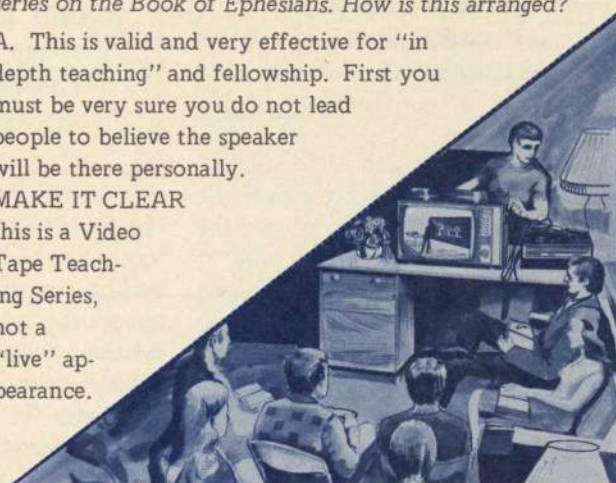 series on the Book of Ephesians. How is this arranged?
A. This is valid and very effective for "in
depth teaching" and fellowship. First you
must be very sure you do not lead
people to believe the speaker
will be there personally.
MAKE IT CLEAR
this is a Video
Tape Teach-
ing Series,
not a
"live" ap-
pearance.